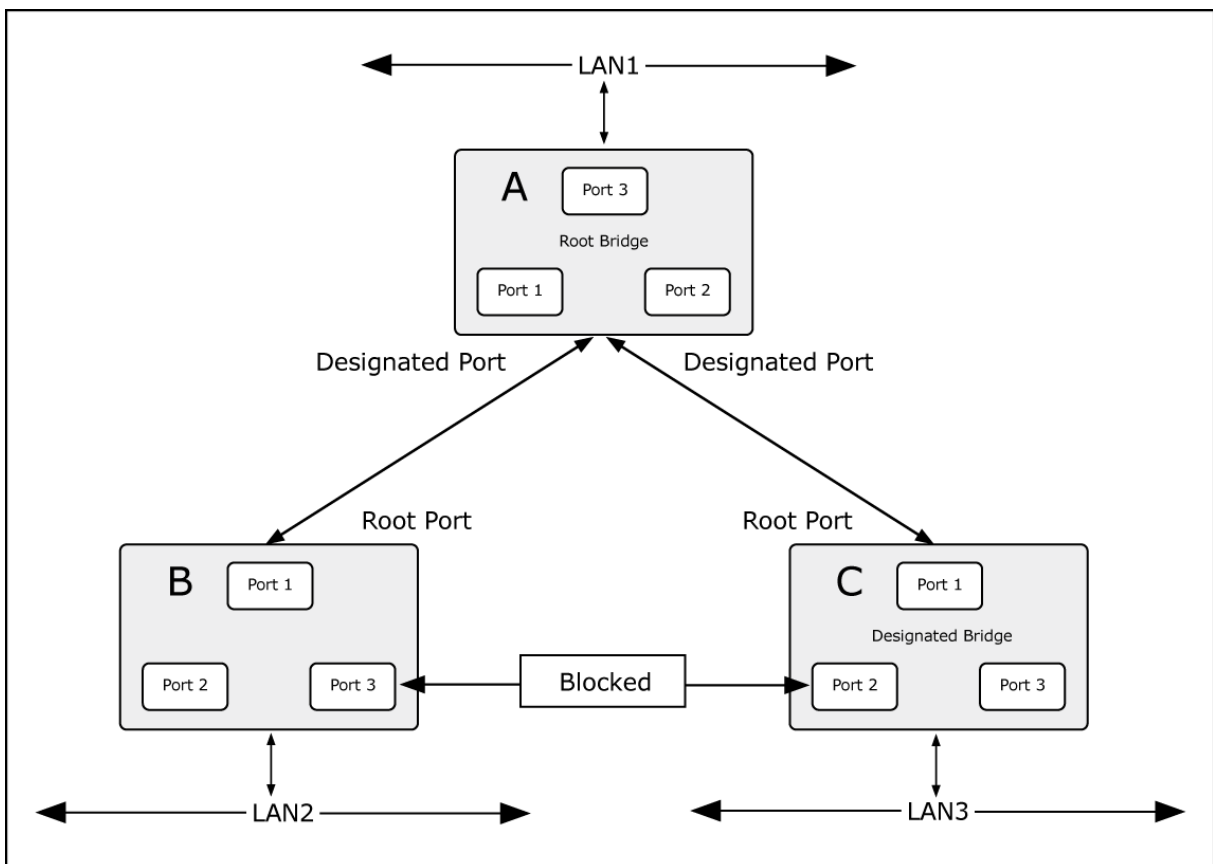 LAN1
A
Port 3
Root Bridge
Port 1
Port 2
Designated Port
Designated Port
Root Port
Root Port
B
Port 1
Port 2
Port 3
Blocked
C
Port 1
Designated Bridge
Port 2
Port 3
LAN2
LAN3